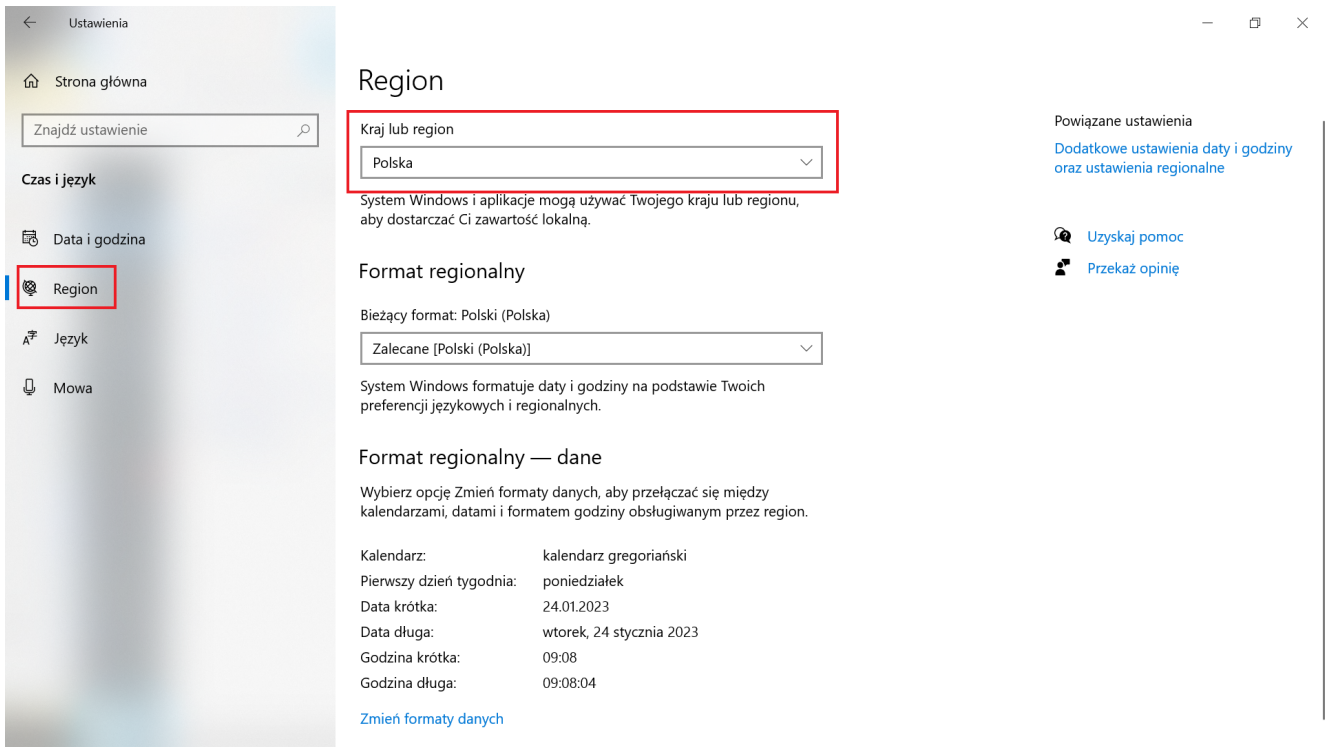 Ustawienia
Strona główna
Znajdź ustawienie
Czas i język
Data i godzina
Region
Język
Mowa
Region
Kraj lub region
Polska
System Windows i aplikacje mogą używać Twojego kraju lub regionu,
aby dostarczać Ci zawartość lokalną.
Format regionalny
Bieżący format: Polski (Polska)
Zalecane [Polski (Polska)]
System Windows formatuje daty i godziny na podstawie Twoich
preferencji językowych i regionalnych.
Format regionalny — dane
Wybierz opcję Zmień formaty danych, aby przełączać się między
kalendarzami, datami i formatem godziny obsługiwanym przez region.
Kalendarz: kalendarz gregoriański
Pierwszy dzień tygodnia: poniedziałek
Data krótka: 24.01.2023
Data długa: wtorek, 24 stycznia 2023
Godzina krótka: 09:08
Godzina długa: 09:08:04
Zmień formaty danych
Powiązane ustawienia
Dodatkowe ustawienia daty i godziny
oraz ustawienia regionalne
Uzyskaj pomoc
Przekaż opinię